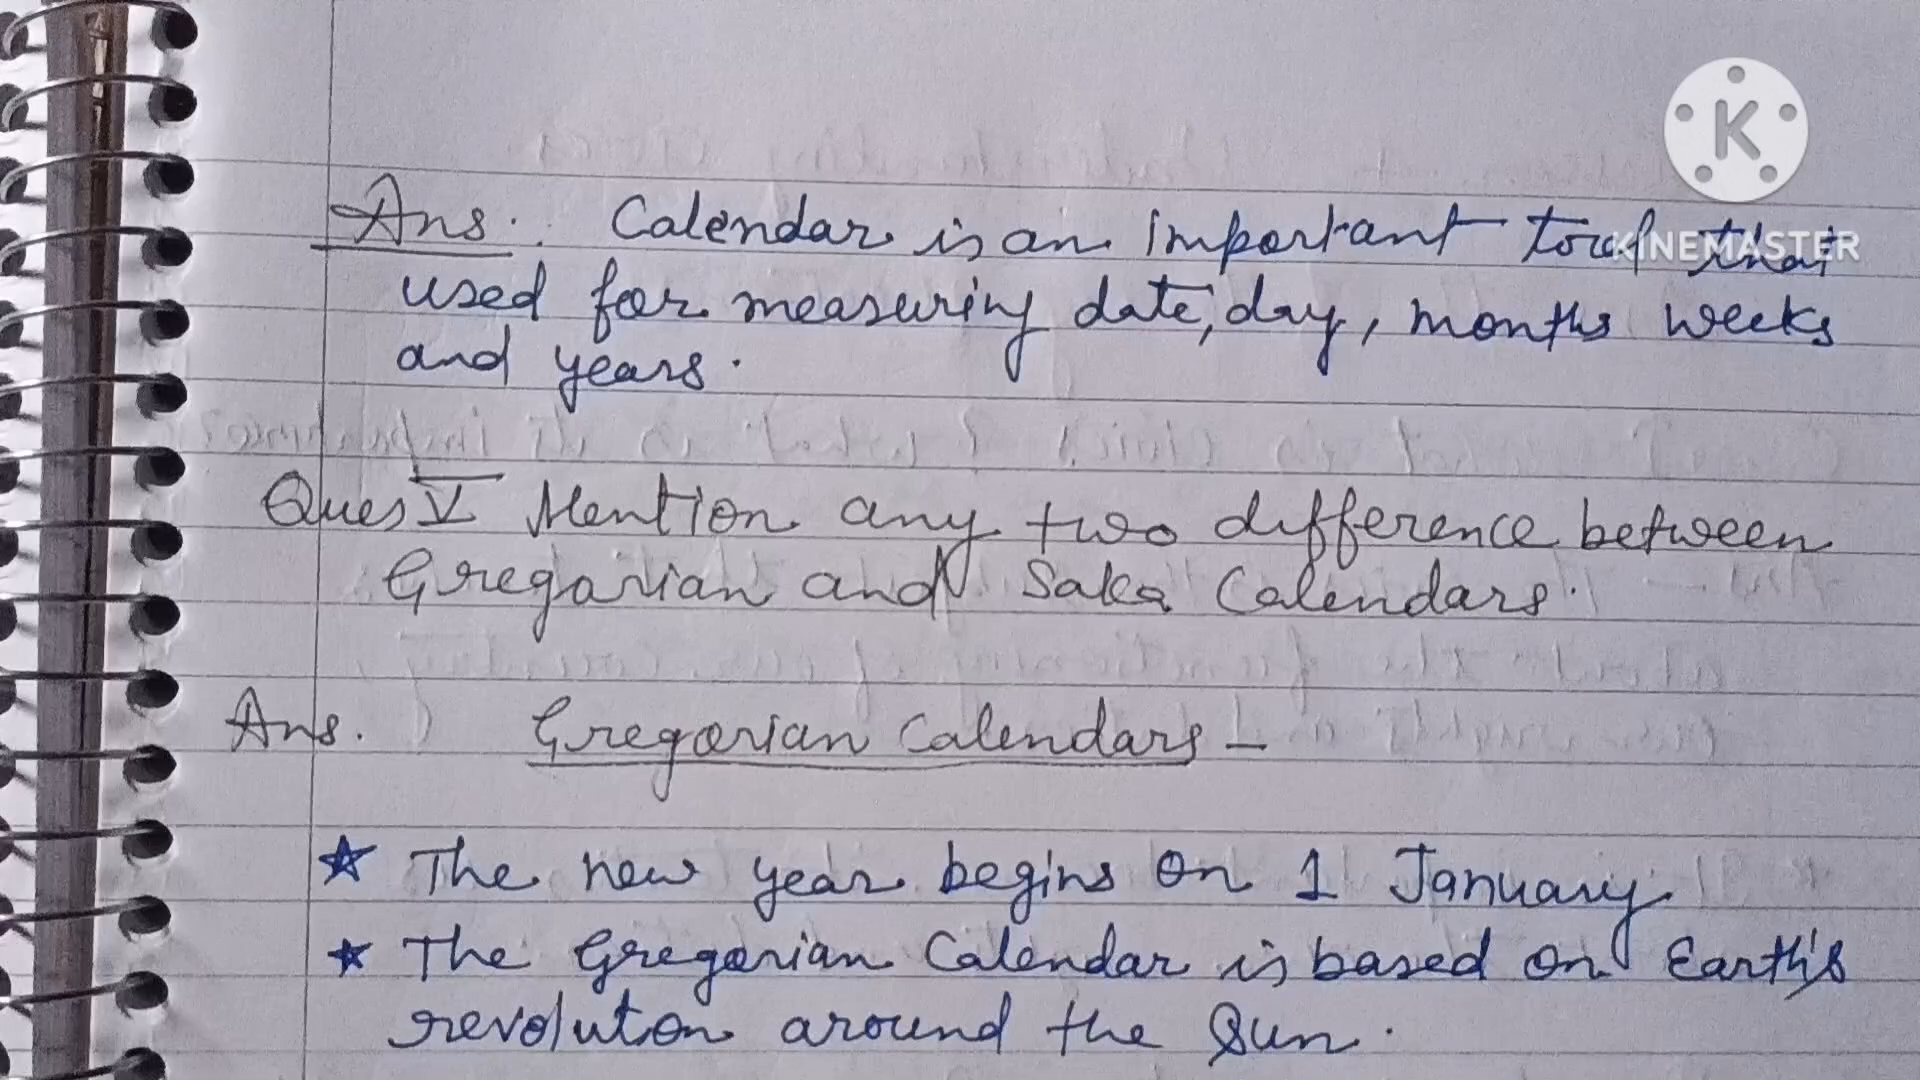 K
KINEMASTER
Ans. Calendar is an important tool that
used for measuring date, day, months weeks
and years.
Ques V Mention any two difference between
Gregorian and Saka Calendars.
Ans. Gregorian Calendars -
★ The new year begins on 1 January
★ The Gregorian Calendar is based on Earth's
revolution around the Sun.